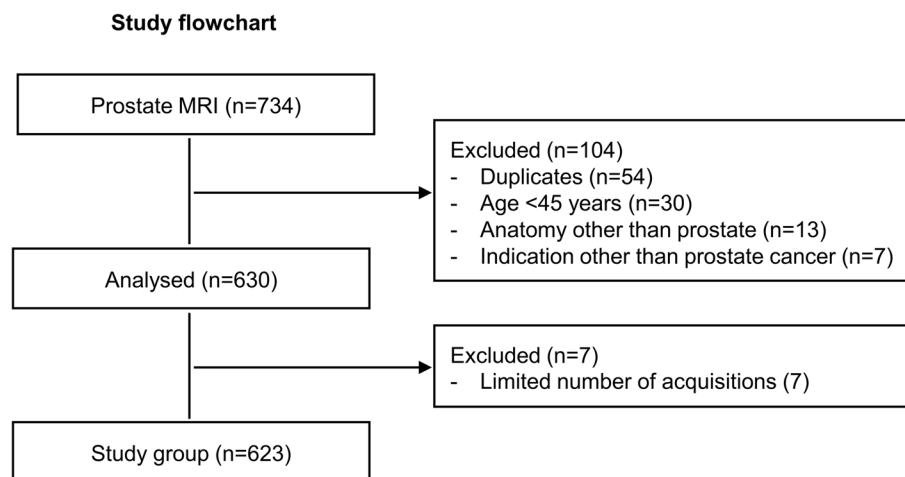 Study flowchart
Prostate MRI (n=734)
Excluded (n=104)
- Duplicates (n=54)
- Age <45 years (n=30)
- Anatomy other than prostate (n=13)
- Indication other than prostate cancer (n=7)
Analysed (n=630)
Excluded (n=7)
- Limited number of acquisitions (7)
Study group (n=623)